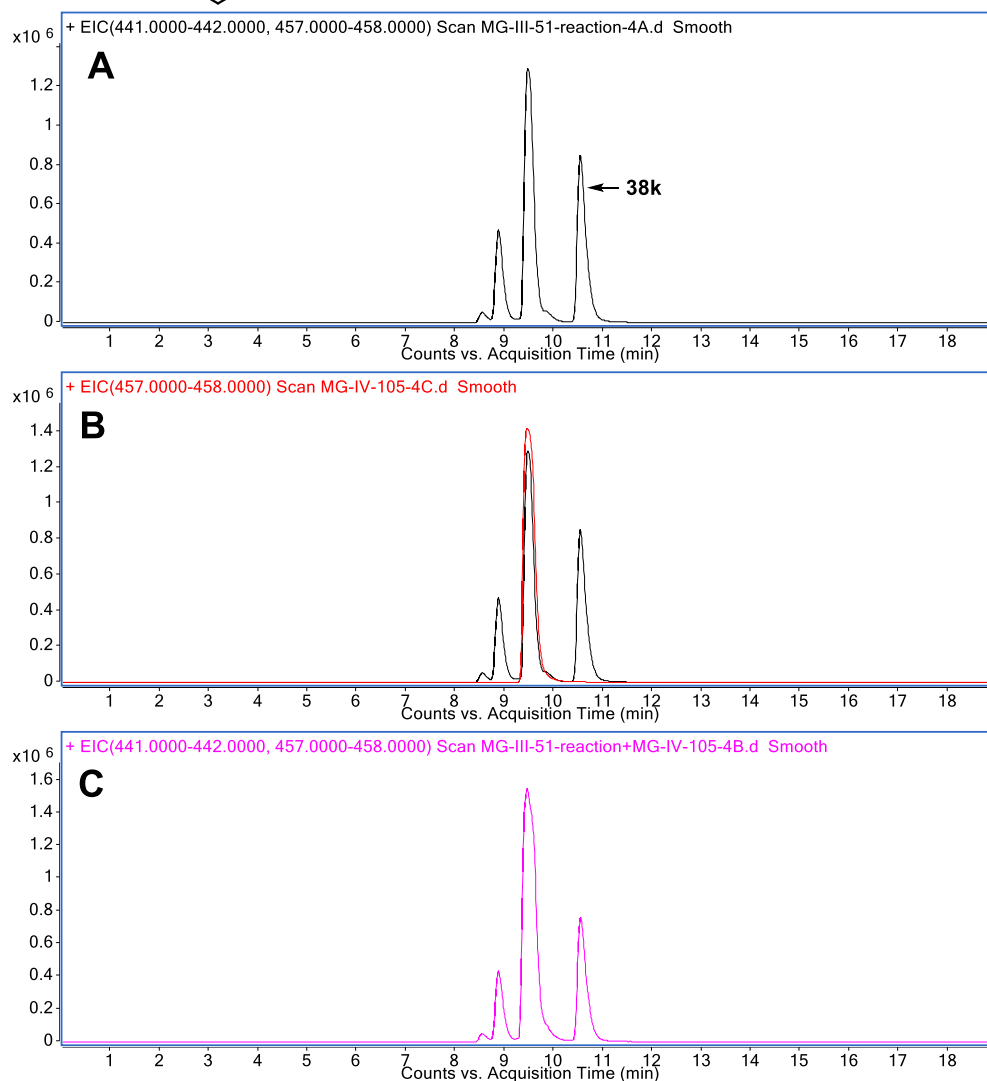 + EIC(441.0000-442.0000, 457.0000-458.0000) Scan MG-III-51-reaction-4A.d Smooth
x10 6
A
1.2
1
0.8
38k
0.6
0.4
0.2
0
1 2 3 4 5 6 7 8 9 10 11 12 13 14 15 16 17 18
Counts vs. Acquisition Time (min)
+ EIC(457.0000-458.0000) Scan MG-IV-105-4C.d Smooth
x10 6
B
1.4
1.2
1
0.8
0.6
0.4
0.2
0
1 2 3 4 5 6 7 8 9 10 11 12 13 14 15 16 17 18
Counts vs. Acquisition Time (min)
+ EIC(441.0000-442.0000, 457.0000-458.0000) Scan MG-III-51-reaction+MG-IV-105-4B.d Smooth
x10 6
C
1.6
1.4
1.2
1
0.8
0.6
0.4
0.2
0
1 2 3 4 5 6 7 8 9 10 11 12 13 14 15 16 17 18
Counts vs. Acquisition Time (min)